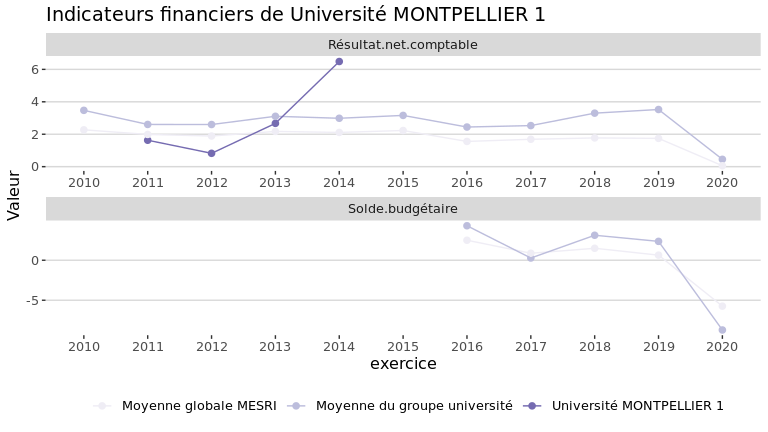 Indicateurs financiers de Université MONTPELLIER 1
Résultat.net.comptable
6
4
2
0
2010 2011 2012 2013 2014 2015 2016 2017 2018 2019 2020
Valeur
Solde.budgétaire
0
-5
2010 2011 2012 2013 2014 2015 2016 2017 2018 2019 2020
exercice
Moyenne globale MESRI Moyenne du groupe université Université MONTPELLIER 1